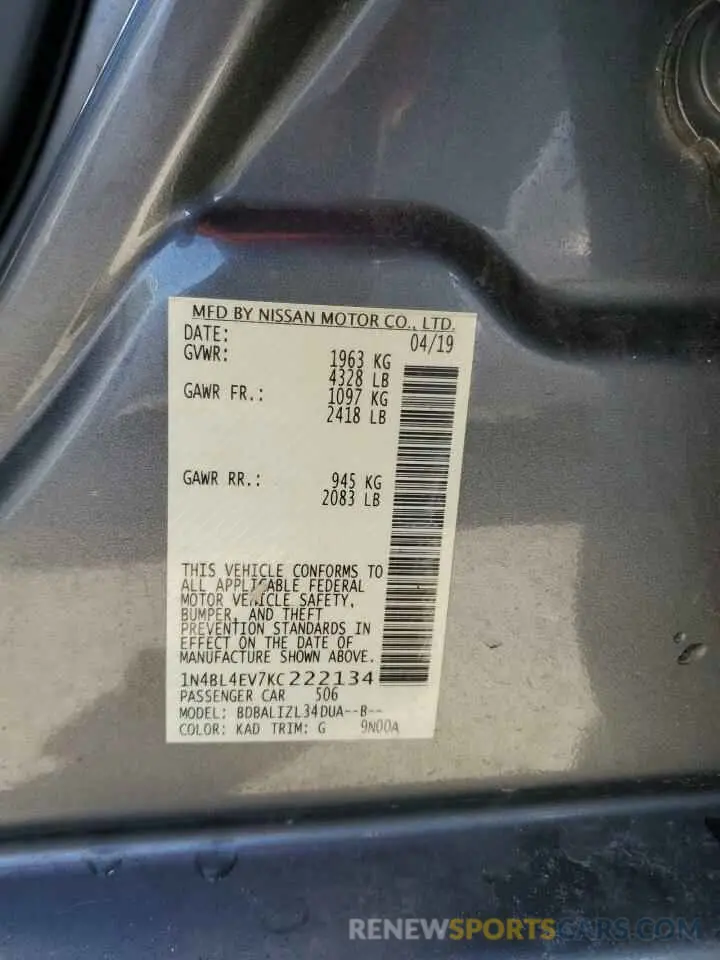 MFD BY NISSAN MOTOR CO., LTD.
DATE: 04/19
GVWR: 1963 KG
4328 LB
GAWR FR.: 1097 KG
2418 LB
GAWR RR.: 945 KG
2083 LB
THIS VEHICLE CONFORMS TO
ALL APPLICABLE FEDERAL
MOTOR VEHICLE SAFETY,
BUMPER, AND THEFT
PREVENTION STANDARDS IN
EFFECT ON THE DATE OF
MANUFACTURE SHOWN ABOVE.
1N4BL4EV7KC222134
PASSENGER CAR 506
MODEL: BDBALIZL34DUA--B--
COLOR: KAD TRIM: G 9N00A
RENEWSPORTSCARS.COM